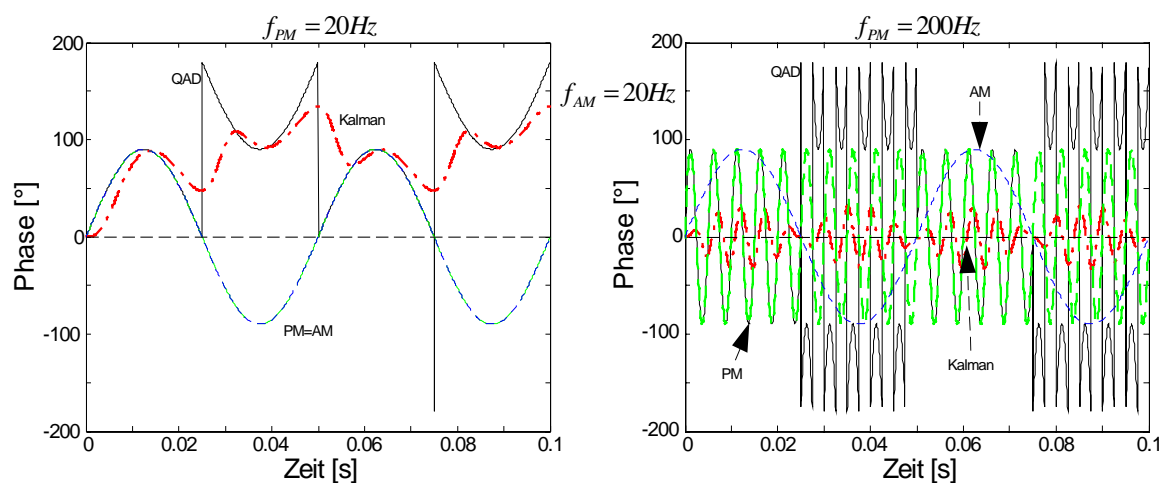 f_PM = 20Hz
200
100
0
-100
-200
Phase [°]
QAD
Kalman
PM=AM
0
0.02
0.04
0.06
0.08
0.1
Zeit [s]
f_AM = 20Hz
f_PM = 200Hz
200
100
0
-100
-200
Phase [°]
QAD
AM
PM
Kalman
0
0.02
0.04
0.06
0.08
0.1
Zeit [s]